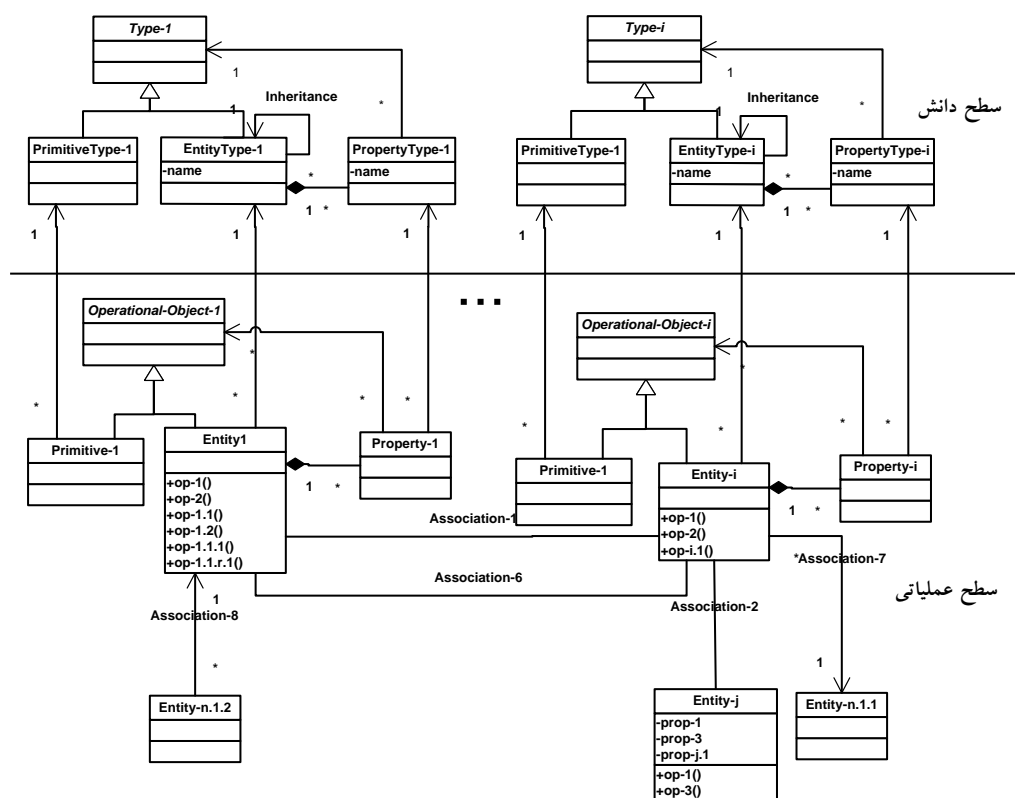 Type-1
Type-i
1
1
Inheritance
1
*
Inheritance
1
*
سطح دانش
PrimitiveType-1
EntityType-1
-name
PropertyType-1
-name
PrimitiveType-1
EntityType-i
-name
PropertyType-i
-name
*
1
*
*
1
*
1
1
1
1
1
1
...
Operational-Object-1
Operational-Object-i
*
*
*
*
*
*
*
*
*
*
*
*
Primitive-1
Entity1
+op-1()
+op-2()
+op-1.1()
+op-1.2()
+op-1.1.1()
+op-1.1.r.1()
Property-1
1
*
Primitive-1
Entity-i
+op-1()
+op-2()
+op-i.1()
Property-i
1
*
Association-1
*Association-7
Association-6
سطح عملیاتی
1
Association-8
Association-2
*
1
Entity-n.1.2
Entity-j
-prop-1
-prop-3
-prop-j.1
+op-1()
+op-3()
Entity-n.1.1